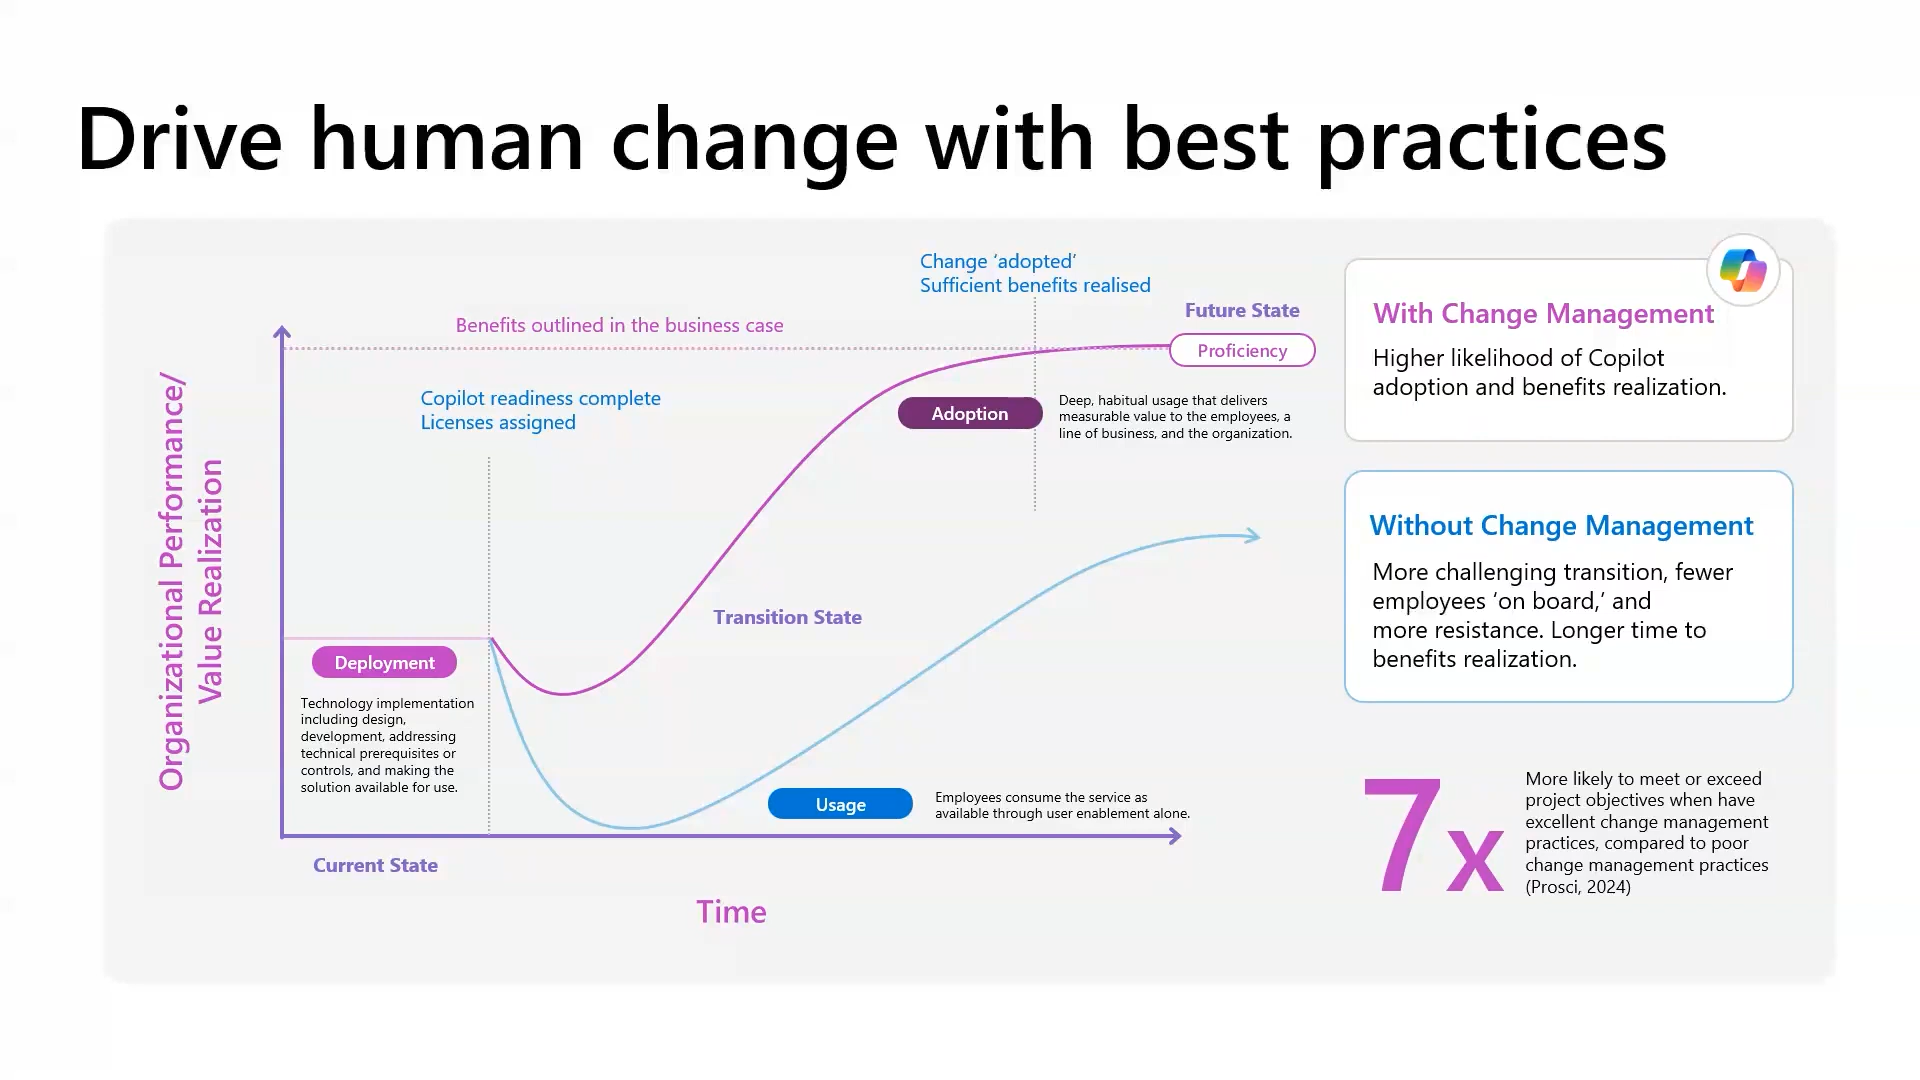 Drive human change with best practices
Change ‘adopted’
Sufficient benefits realised
Future State
Benefits outlined in the business case
Proficiency
Copilot readiness complete
Licenses assigned
Adoption
Deep, habitual usage that delivers
measurable value to the employees, a
line of business, and the organization.
Organizational Performance/
Value Realization
Transition State
Deployment
Technology implementation
including design,
development, addressing
technical prerequisites or
controls, and making the
solution available for use.
Usage
Employees consume the service as
available through user enablement alone.
Current State
Time
With Change Management
Higher likelihood of Copilot
adoption and benefits realization.
Without Change Management
More challenging transition, fewer
employees ‘on board,’ and
more resistance. Longer time to
benefits realization.
7x
More likely to meet or exceed
project objectives when have
excellent change management
practices, compared to poor
change management practices
(Prosci, 2024)